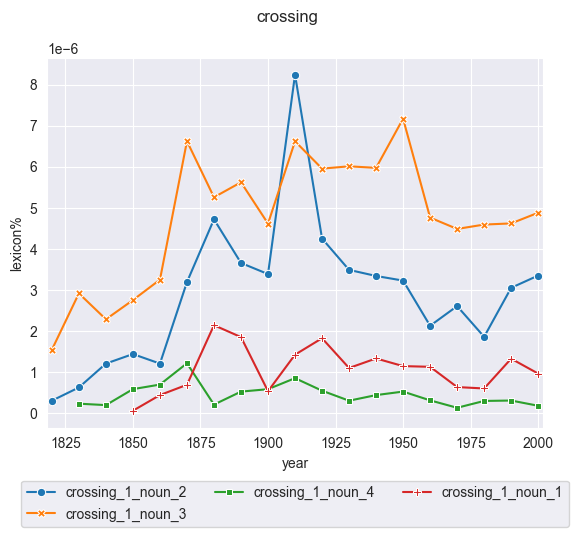 crossing
1e−6
8
7
6
5
4
3
2
1
0
lexicon%
1825 1850 1875 1900 1925 1950 1975 2000
year
crossing_1_noun_2 crossing_1_noun_4 crossing_1_noun_1
crossing_1_noun_3